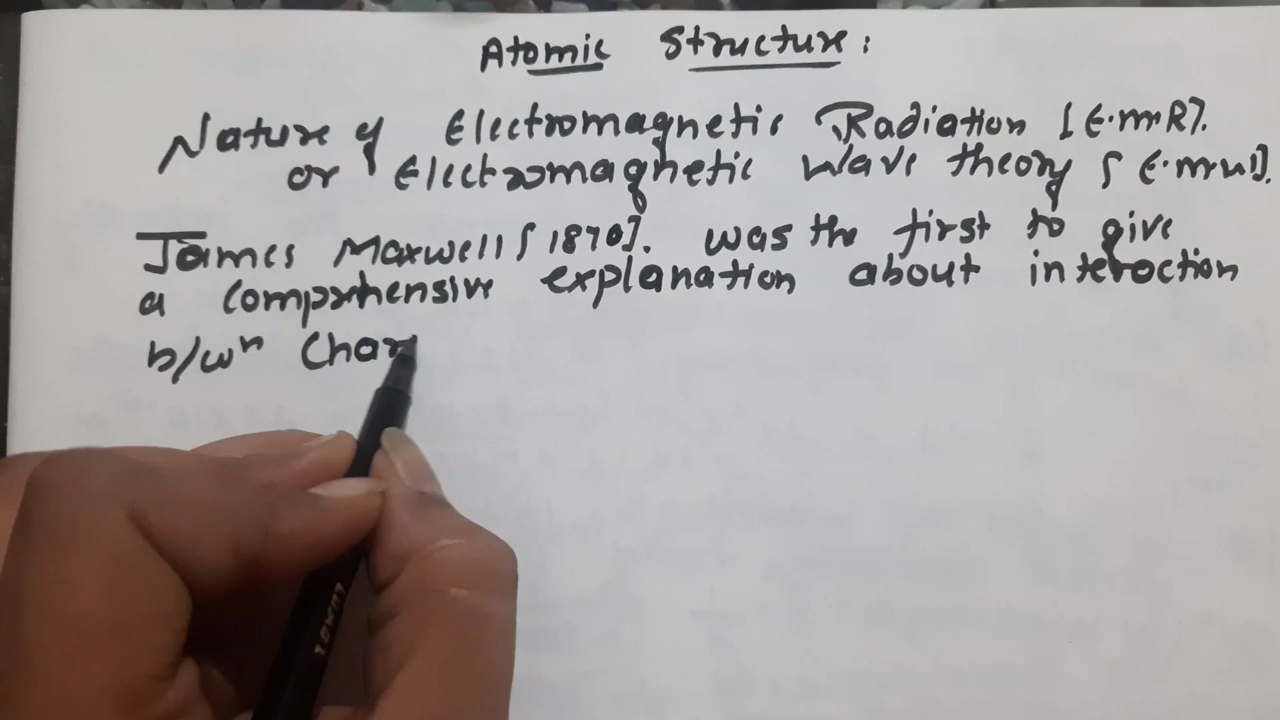 Atomic Structure:
Nature of Electromagnetic Radiation [E.m.R].
or Electromagnetic Wave theory [E.m.w].
James Maxwell [1870]. was the first to give
a comprehensive explanation about interaction
b/wn Char